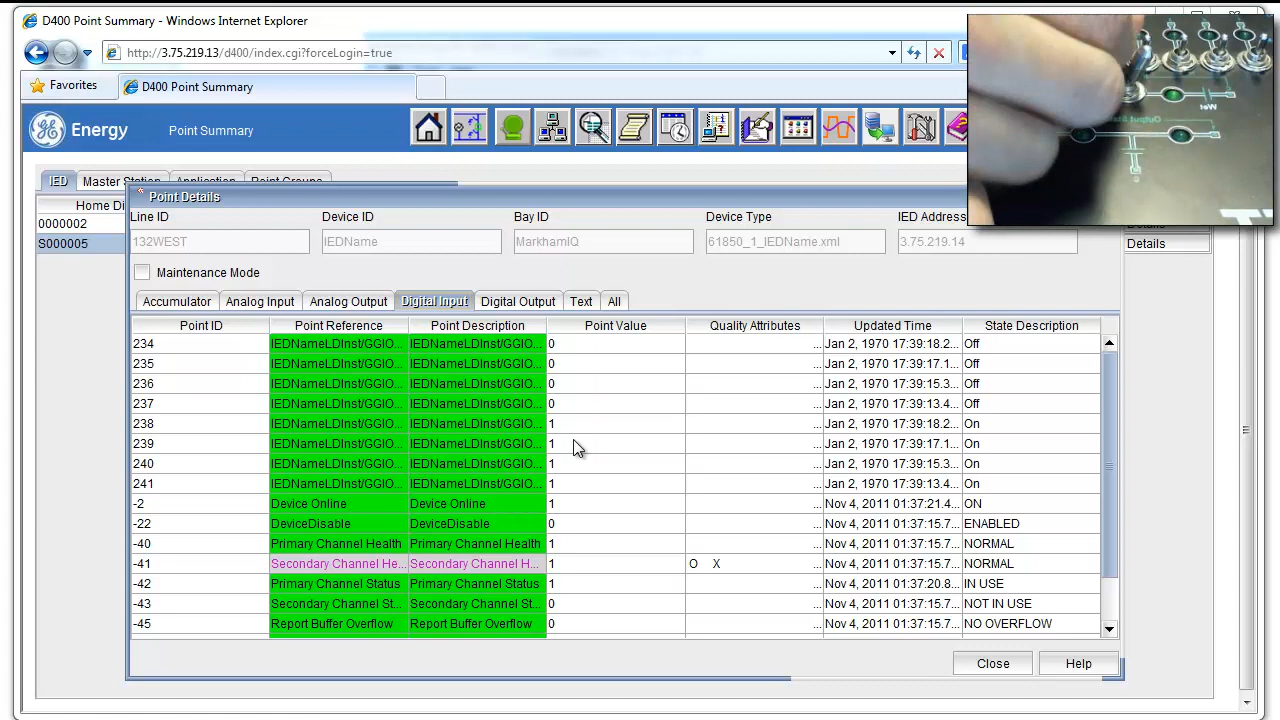 D400 Point Summary - Windows Internet Explorer
http://3.75.219.13/d400/index.cgi?forceLogin=true
Favorites
D400 Point Summary
GE Energy
Point Summary
IED Master Station Application Point Groups
Home Di
0000002
S000005
Details
Details
Point Details
Line ID Device ID Bay ID Device Type IED Address
132WEST IEDName MarkhamIQ 61850_1_IEDName.xml 3.75.219.14
Maintenance Mode
Accumulator Analog Input Analog Output Digital Input Digital Output Text All
Point ID Point Reference Point Description Point Value Quality Attributes Updated Time State Description
234 IEDNameLDInst/GGIO... IEDNameLDInst/GGIO... 0 ... Jan 2, 1970 17:39:18.2... Off
235 IEDNameLDInst/GGIO... IEDNameLDInst/GGIO... 0 ... Jan 2, 1970 17:39:17.1... Off
236 IEDNameLDInst/GGIO... IEDNameLDInst/GGIO... 0 ... Jan 2, 1970 17:39:15.3... Off
237 IEDNameLDInst/GGIO... IEDNameLDInst/GGIO... 0 ... Jan 2, 1970 17:39:13.4... Off
238 IEDNameLDInst/GGIO... IEDNameLDInst/GGIO... 1 ... Jan 2, 1970 17:39:18.2... On
239 IEDNameLDInst/GGIO... IEDNameLDInst/GGIO... 1 ... Jan 2, 1970 17:39:17.1... On
240 IEDNameLDInst/GGIO... IEDNameLDInst/GGIO... 1 ... Jan 2, 1970 17:39:15.3... On
241 IEDNameLDInst/GGIO... IEDNameLDInst/GGIO... 1 ... Jan 2, 1970 17:39:13.4... On
-2 Device Online Device Online 1 ... Nov 4, 2011 01:37:21.4... ON
-22 DeviceDisable DeviceDisable 0 ... Nov 4, 2011 01:37:15.7... ENABLED
-40 Primary Channel Health Primary Channel Health 1 ... Nov 4, 2011 01:37:15.7... NORMAL
-41 Secondary Channel He... Secondary Channel H... 1 O X ... Nov 4, 2011 01:37:15.7... NORMAL
-42 Primary Channel Status Primary Channel Status 1 ... Nov 4, 2011 01:37:20.8... IN USE
-43 Secondary Channel St... Secondary Channel St... 0 ... Nov 4, 2011 01:37:15.7... NOT IN USE
-45 Report Buffer Overflow Report Buffer Overflow 0 ... Nov 4, 2011 01:37:15.7... NO OVERFLOW
Close Help